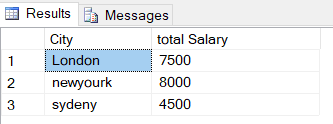 Results Messages
City total Salary
1 London 7500
2 newyourk 8000
3 sydeny 4500